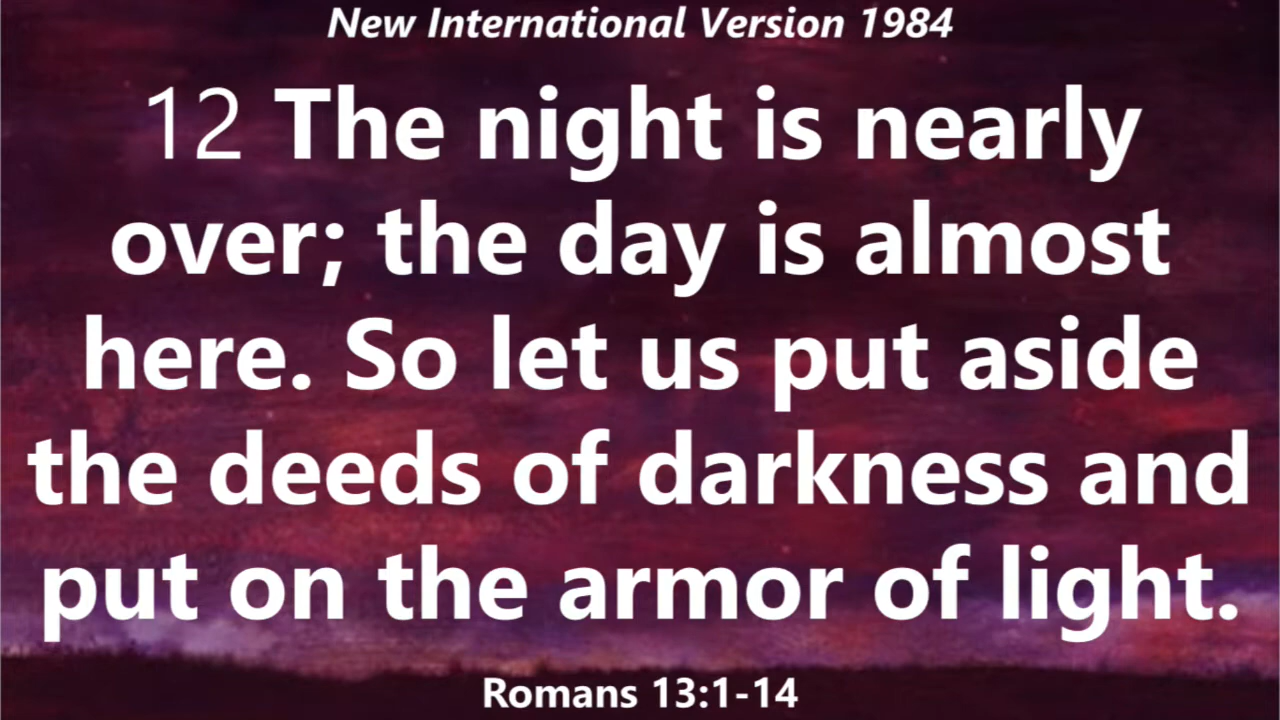 New International Version 1984
12 The night is nearly
over; the day is almost
here. So let us put aside
the deeds of darkness and
put on the armor of light.
Romans 13:1-14